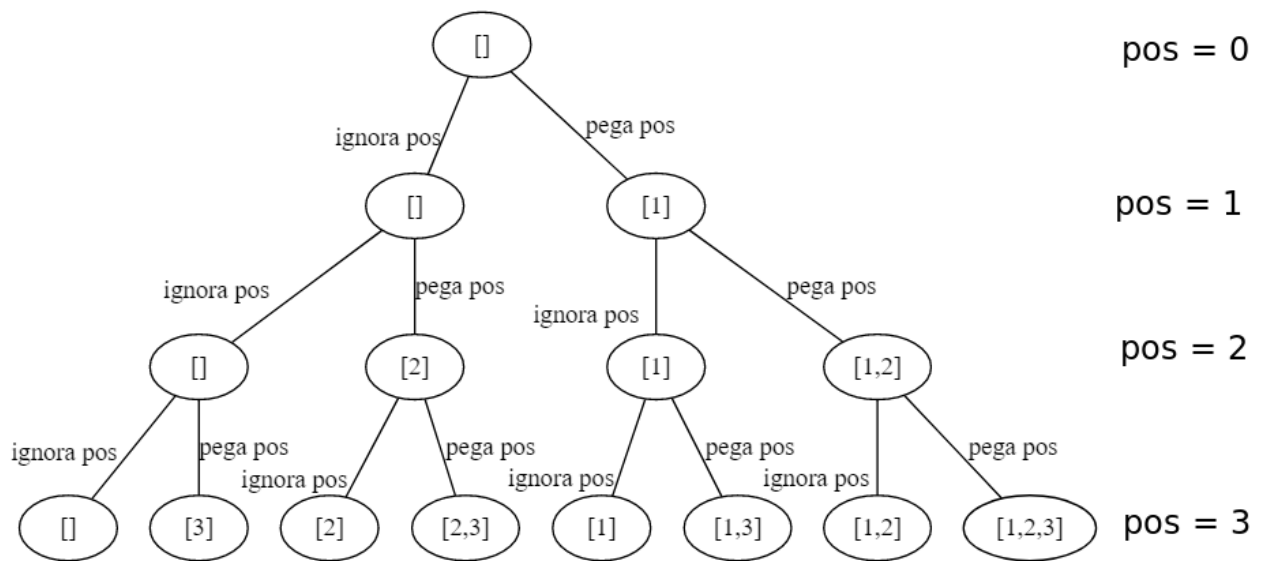 []
pos = 0
ignora pos
pega pos
[]
[1]
pos = 1
ignora pos
pega pos
ignora pos
pega pos
[]
[2]
[1]
[1,2]
pos = 2
ignora pos
pega pos
ignora pos
pega pos
ignora pos
pega pos
ignora pos
pega pos
[]
[3]
[2]
[2,3]
[1]
[1,3]
[1,2]
[1,2,3]
pos = 3